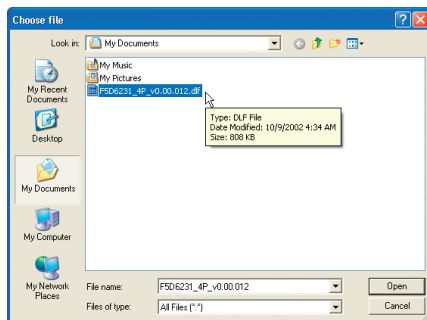 Choose file
Look in:
My Documents
My Recent
Documents
Desktop
My Documents
My Computer
My Network
Places
My Music
My Pictures
F5D6231_4P_v0.00.012.dlf
Type: DLF File
Date Modified: 10/9/2002 4:34 AM
Size: 808 KB
File name:
F5D6231_4P_v0.00.012
Open
Files of type:
All Files (*.*)
Cancel